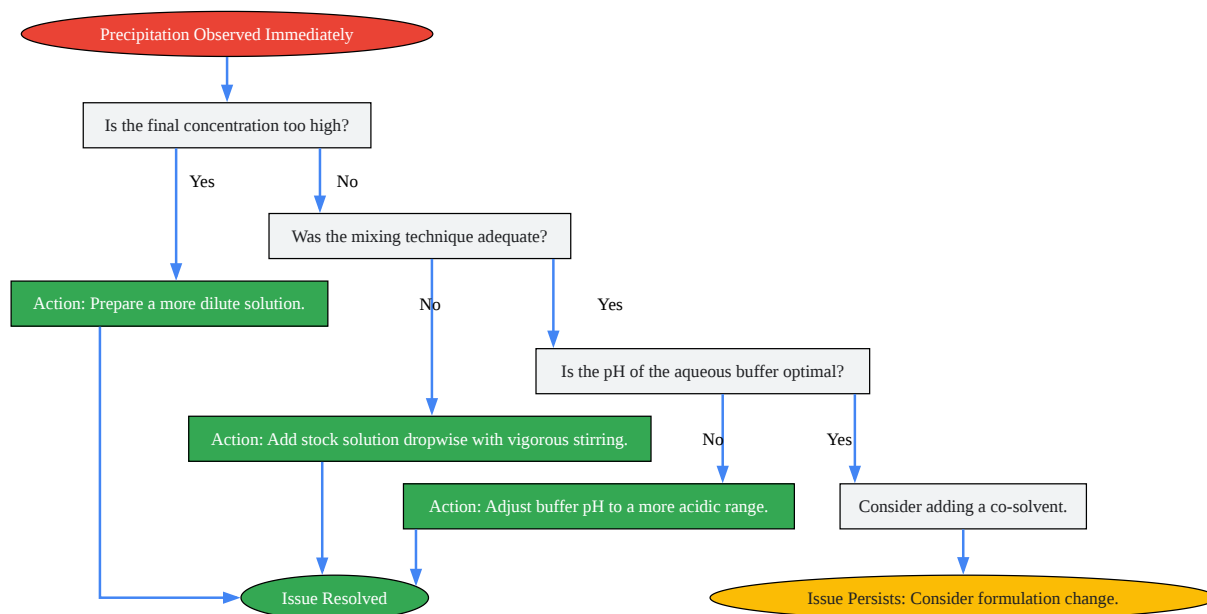 Precipitation Observed Immediately
Is the final concentration too high?
Yes
No
Was the mixing technique adequate?
Action: Prepare a more dilute solution.
No
Yes
Is the pH of the aqueous buffer optimal?
Action: Add stock solution dropwise with vigorous stirring.
No
Yes
Action: Adjust buffer pH to a more acidic range.
Consider adding a co-solvent.
Issue Resolved
Issue Persists: Consider formulation change.